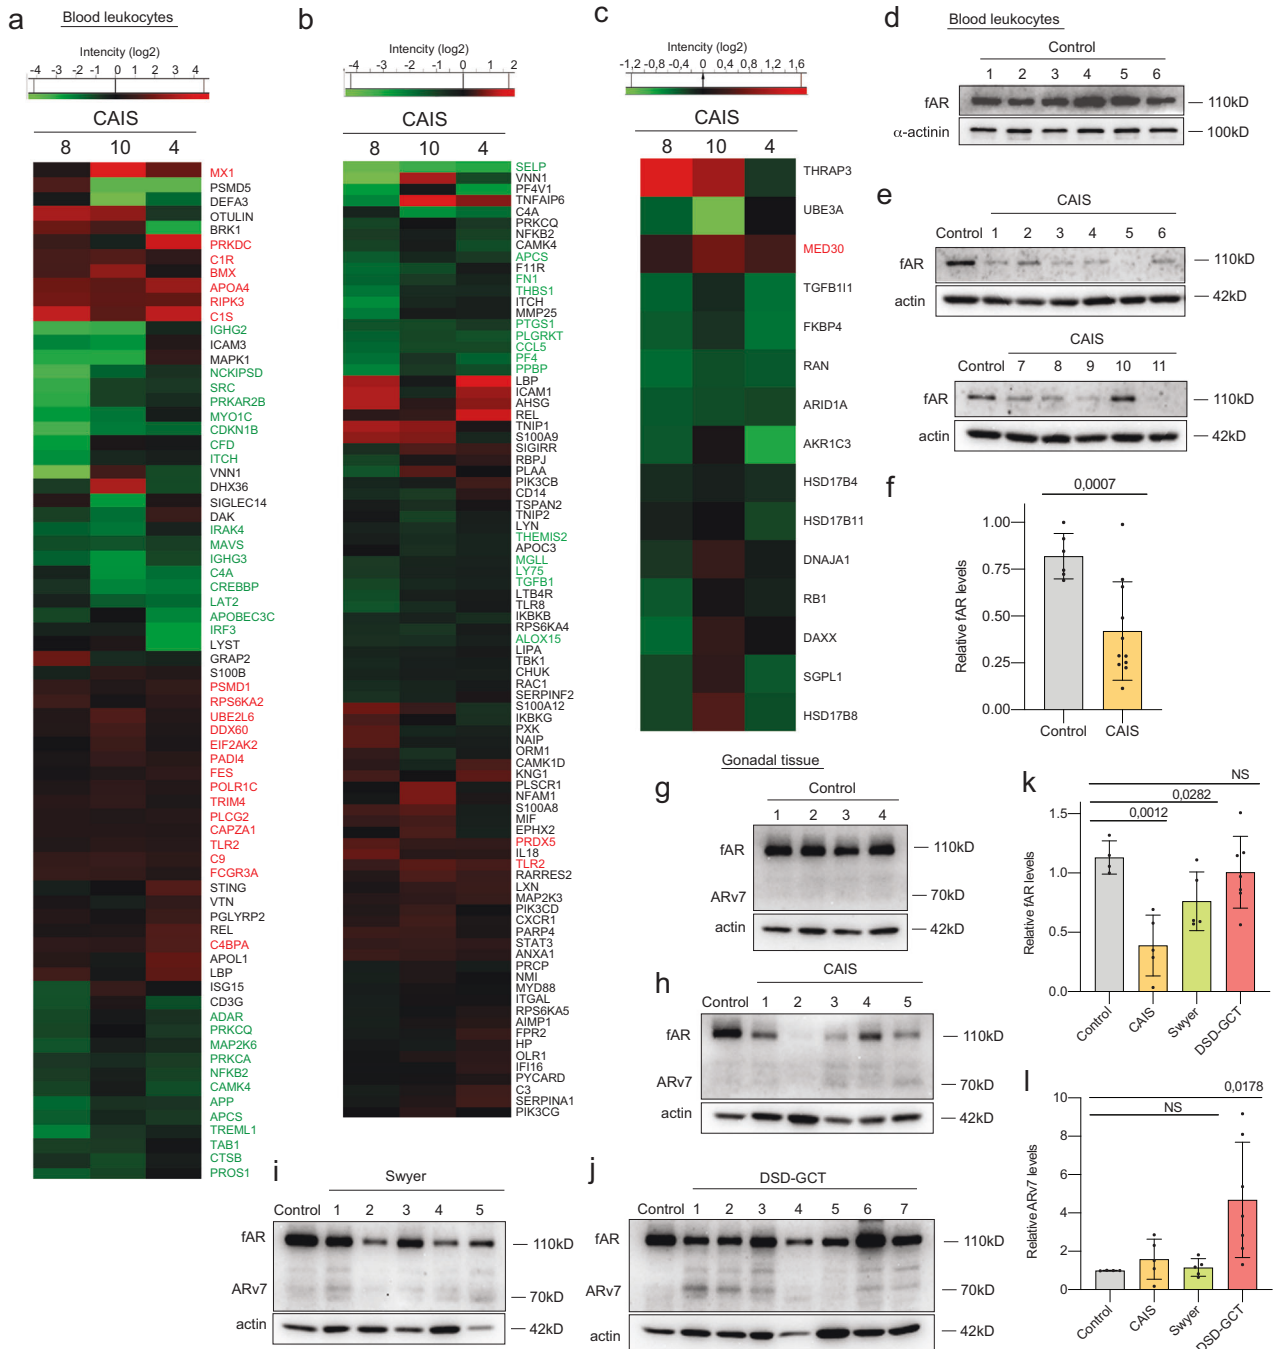 a
Blood leukocytes
Intencity (log2)
-4 -2 -1 0 1 2 4
CAIS
8 10 4
MX1
PSMD5
DEFA3
OTULIN
BRK1
PRKDC
C1R
BMX
APOA4
RIPK3
C1S
IGHG2
ICAM3
MAPK1
NCKIPSD
SRC
PRKAR2B
MYO1C
CDKN1B
CFD
ITCH
VNN1
DHX36
SIGLEC14
DAK
IRAK4
MAVS
IGHG3
C4A
CREBBP
LAT2
APOBEC3C
IRF3
LYST
GRAP2
S100B
PSMD1
RPS6KA2
UBE2L6
DDX60
EIF2AK2
PADI4
FES
POLR1C
TRIM4
PLCG2
CAPZA1
TLR2
C9
FCGR3A
STING
VTN
PGLYRP2
REL
C4BPA
APOL1
LBP
ISG15
CD3G
ADAR
PRKCQ
MAP2K6
PRKCA
NFKB2
CAMK4
APP
APCS
TREML1
TAB1
CTSB
PROS1
b
Intencity (log2)
-4 -2 -1 0 1 2
CAIS
8 10 4
SELP
VNN1
PF4V1
TNFAIP6
C4A
PRKCQ
NFKB2
CAMK4
APCS
F11R
FN1
THBS1
ITCH
MMP25
PTGS1
PLGRKT
CCL5
PF4
PPBP
LBP
ICAM1
AHSG
REL
TNIP1
S100A9
SIGIRR
RBPJ
PLAA
PIK3CB
CD14
TSPAN2
TNIP2
LYN
THEMIS2
APOC3
MGLL
LY75
TGFB1
LTB4R
TLR8
IKBKB
RPS6KA4
ALOX15
LIPA
TBK1
CHUK
RAC1
SERPINF2
S100A12
IKBKG
PXK
NAIP
ORM1
CAMK1D
KNG1
PLSCR1
NFAM1
S100A8
MIF
EPHX2
PRDX5
IL18
TLR2
RARRES2
LXN
MAP2K3
PIK3CD
CXCR1
PARP4
STAT3
ANXA1
PRCP
NMI
MYD88
ITGAL
RPS6KA5
AIMP1
FPR2
HP
OLR1
IFI16
PYCARD
C3
SERPINA1
PIK3CG
c
Intencity (log2)
-1,2 -0,8 -0,4 0 0,4 0,8 1,2 1,6
CAIS
8 10 4
THRAP3
UBE3A
MED30
TGFB1I1
FKBP4
RAN
ARID1A
AKR1C3
HSD17B4
HSD17B11
DNAJA1
RB1
DAXX
SGPL1
HSD17B8
d
Blood leukocytes
Control
1 2 3 4 5 6
fAR
110kD
α-actinin
100kD
e
CAIS
Control 1 2 3 4 5 6
fAR
110kD
actin
42kD
CAIS
Control 7 8 9 10 11
fAR
110kD
actin
42kD
f
0,0007
Relative fAR levels
1.00
0.75
0.50
0.25
0.00
Control CAIS
Gonadal tissue
g
Control
1 2 3 4
fAR
110kD
ARv7
70kD
actin
42kD
h
CAIS
Control 1 2 3 4 5
fAR
110kD
ARv7
70kD
actin
42kD
i
Swyer
Control 1 2 3 4 5
fAR
110kD
ARv7
70kD
actin
42kD
j
DSD-GCT
Control 1 2 3 4 5 6 7
fAR
110kD
ARv7
70kD
actin
42kD
k
NS
0,0282
0,0012
Relative fAR levels
1.5
1.0
0.5
0.0
Control CAIS Swyer DSD-GCT
l
0,0178
NS
Relative ARv7 levels
10
8
6
4
2
0
Control CAIS Swyer DSD-GCT